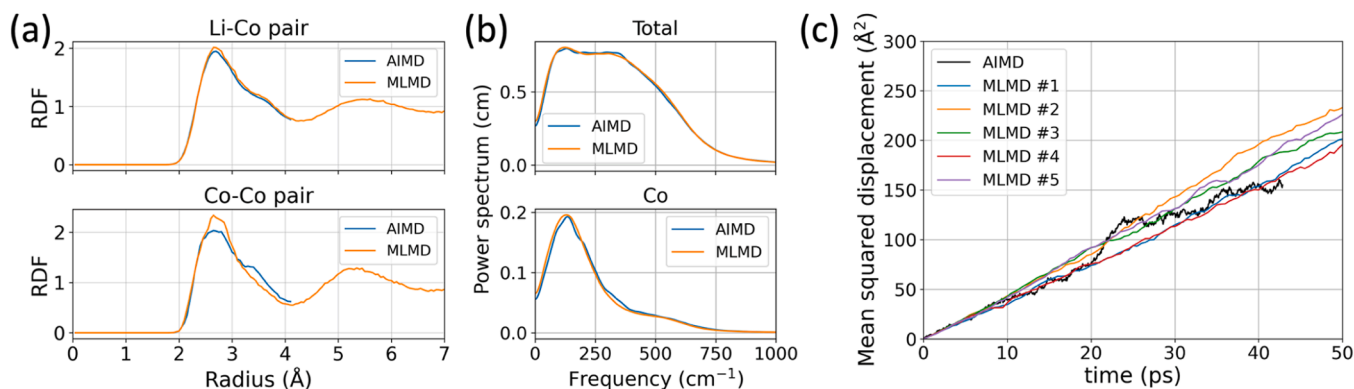 (a)
Li-Co pair
RDF
2
1
0
AIMD
MLMD
Co-Co pair
RDF
2
1
0
AIMD
MLMD
0 1 2 3 4 5 6 7
Radius (Å)
(b)
Total
Power spectrum (cm)
0.5
0.0
AIMD
MLMD
Co
0.2
0.1
0.0
AIMD
MLMD
0 250 500 750 1000
Frequency (cm⁻¹)
(c)
Mean squared displacement (Å²)
300
250
200
150
100
50
0
AIMD
MLMD #1
MLMD #2
MLMD #3
MLMD #4
MLMD #5
0 10 20 30 40 50
time (ps)